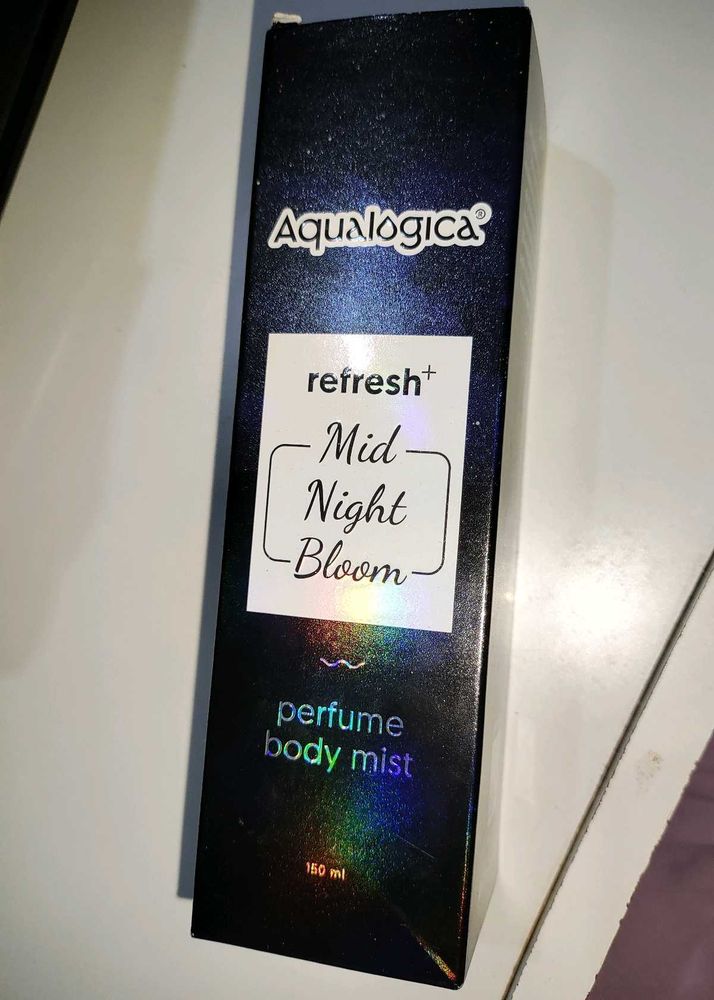 Aqualogica®
refresh+
Mid
Night
Bloom
perfume
body mist
150 ml